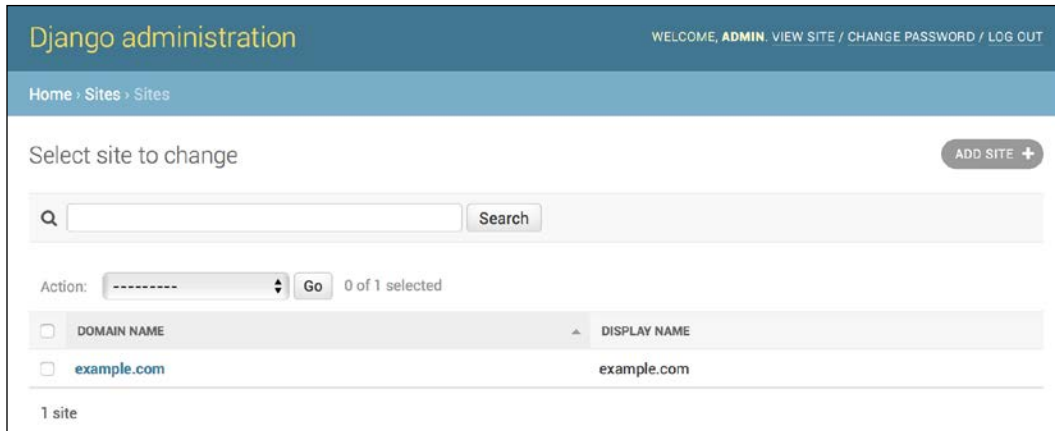 Django administration
WELCOME, ADMIN. VIEW SITE / CHANGE PASSWORD / LOG OUT
Home › Sites › Sites
Select site to change
ADD SITE +
Search
Action: --------- Go 0 of 1 selected
DOMAIN NAME DISPLAY NAME
example.com example.com
1 site